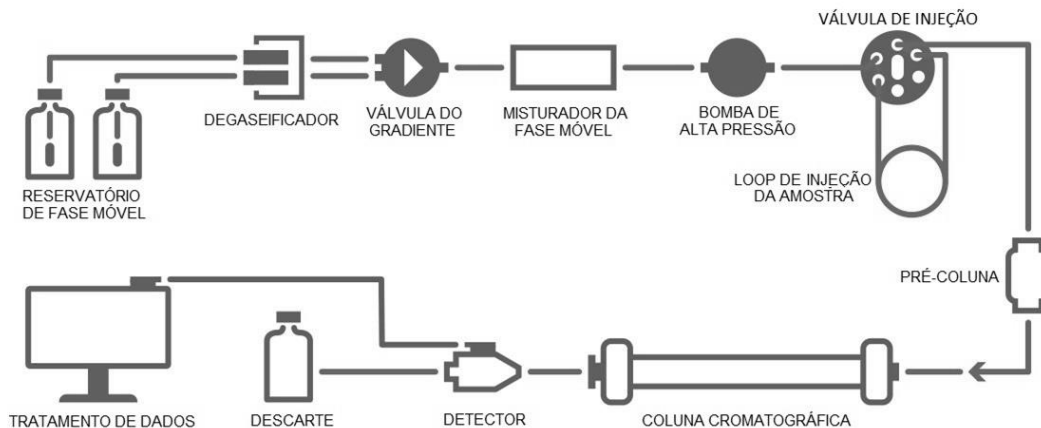 VÁLVULA DE INJEÇÃO
DEGASEIFICADOR
VÁLVULA DO
GRADIENTE
MISTURADOR DA
FASE MÓVEL
BOMBA DE
ALTA PRESSÃO
LOOP DE INJEÇÃO
DA AMOSTRA
RESERVATÓRIO
DE FASE MÓVEL
PRÉ-COLUNA
TRATAMENTO DE DADOS
DESCARTE
DETECTOR
COLUNA CROMATOGRÁFICA